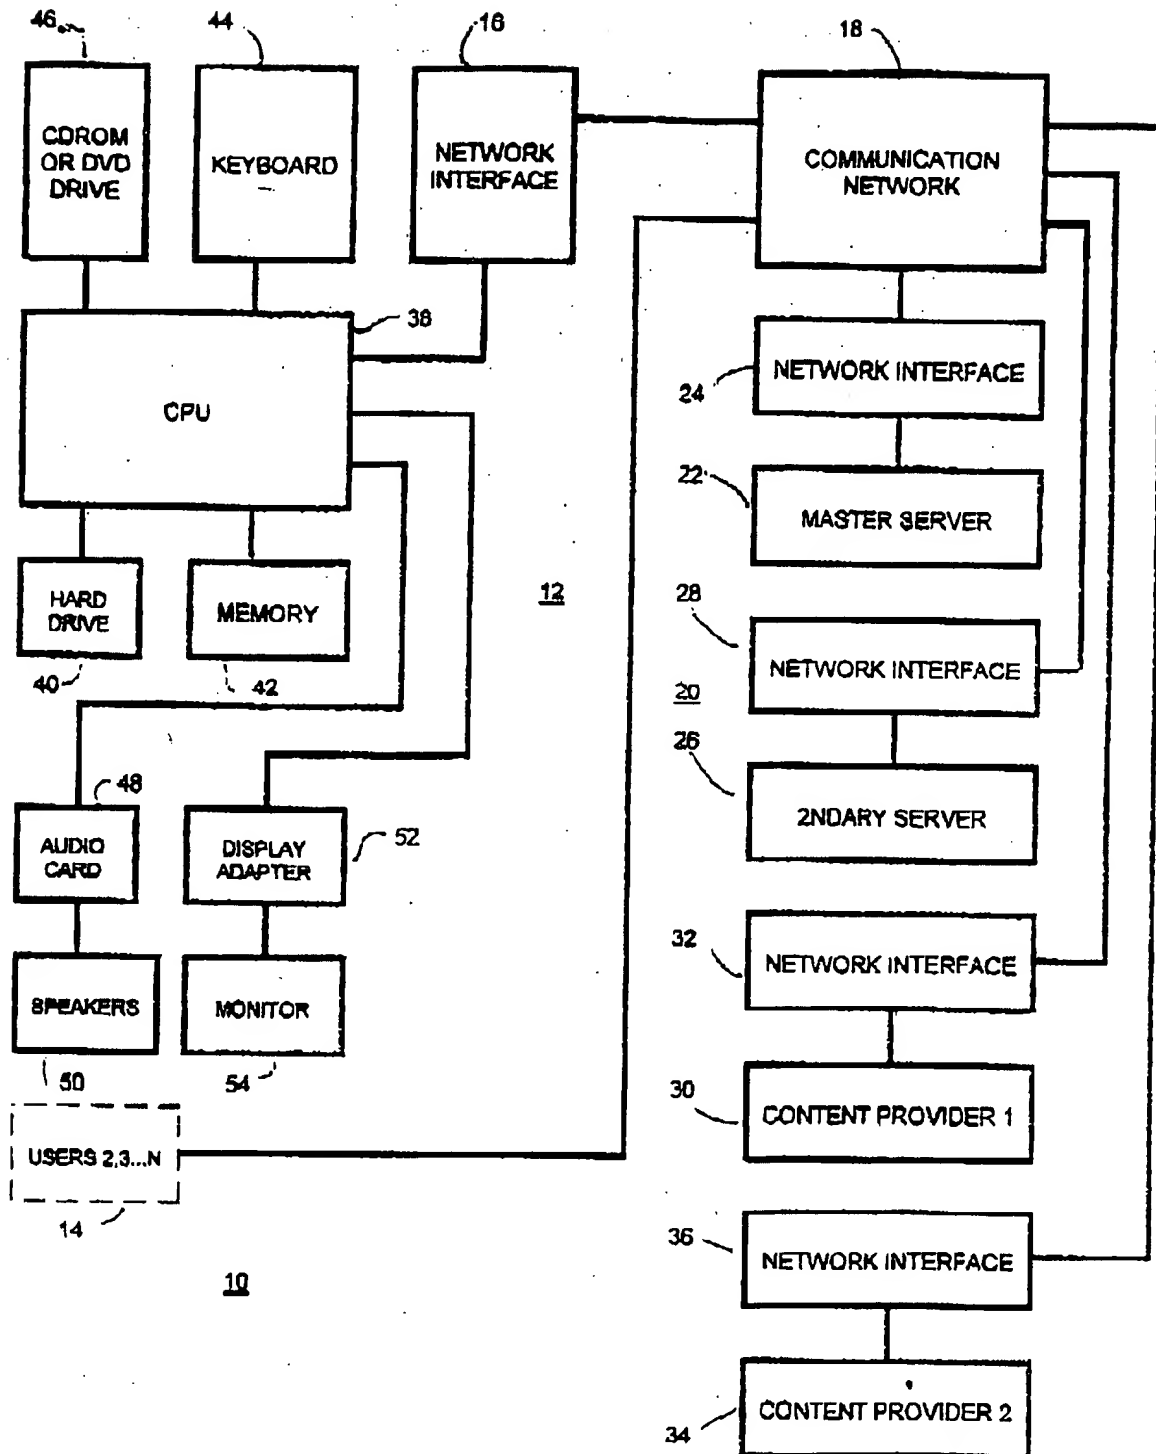 46
44
16
18
CDROM
OR DVD
DRIVE
KEYBOARD
NETWORK
INTERFACE
COMMUNICATION
NETWORK
38
CPU
NETWORK INTERFACE
24
22
MASTER SERVER
HARD
DRIVE
MEMORY
40
42
12
28
NETWORK INTERFACE
20
26
2NDARY SERVER
48
AUDIO
CARD
DISPLAY
ADAPTER
52
SPEAKERS
MONITOR
50
54
32
NETWORK INTERFACE
30
CONTENT PROVIDER 1
USERS 2,3...N
14
10
36
NETWORK INTERFACE
34
CONTENT PROVIDER 2